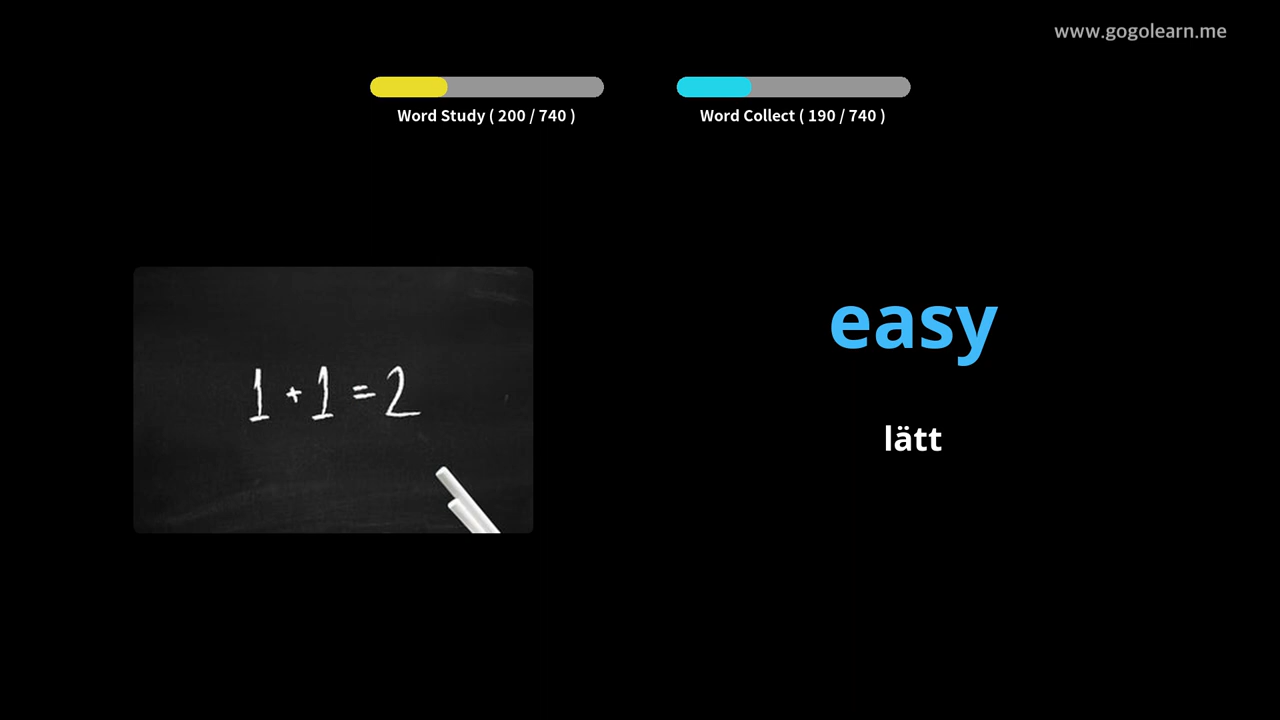 www.gogolearn.me
Word Study ( 200 / 740 )
Word Collect ( 190 / 740 )
1 + 1 = 2
easy
lätt